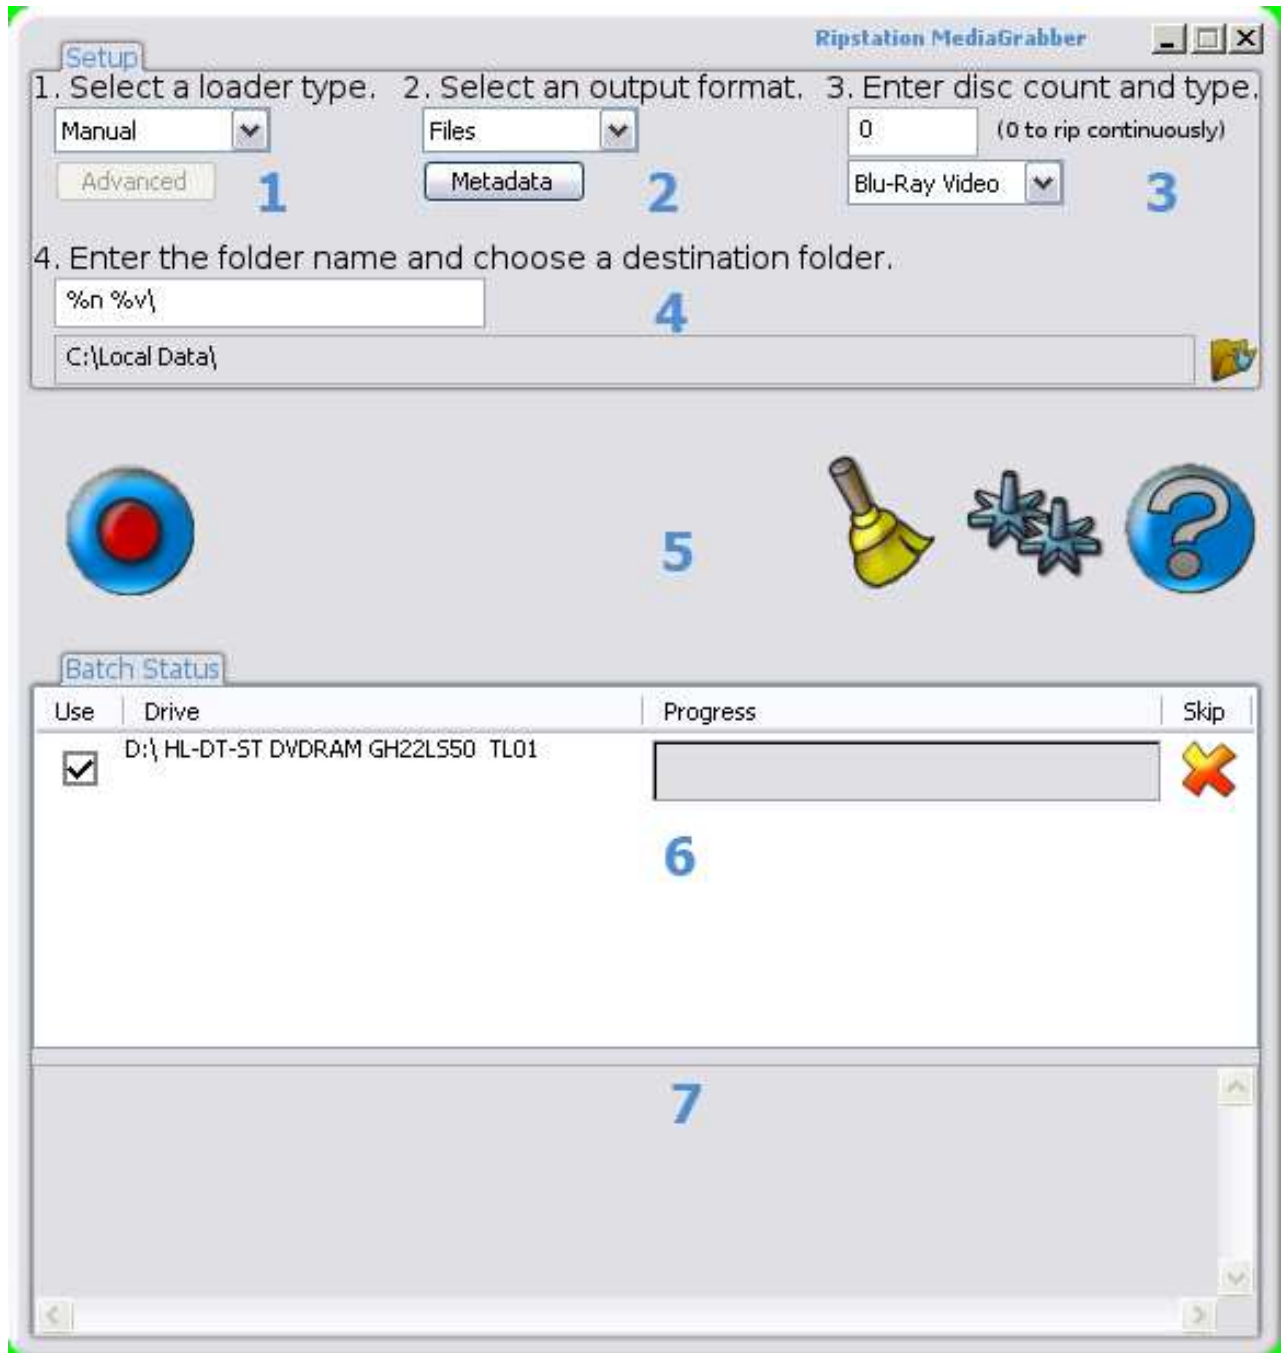 Ripstation MediaGrabber
Setup
1. Select a loader type. 2. Select an output format. 3. Enter disc count and type.
Manual Files 0 (0 to rip continuously)
Advanced Metadata Blu-Ray Video
1 2 3
4. Enter the folder name and choose a destination folder.
%n %v\
4
C:\Local Data\
5
Batch Status
Use Drive Progress Skip
D:\ HL-DT-ST DVDRAM GH22LS50 TL01
6
7